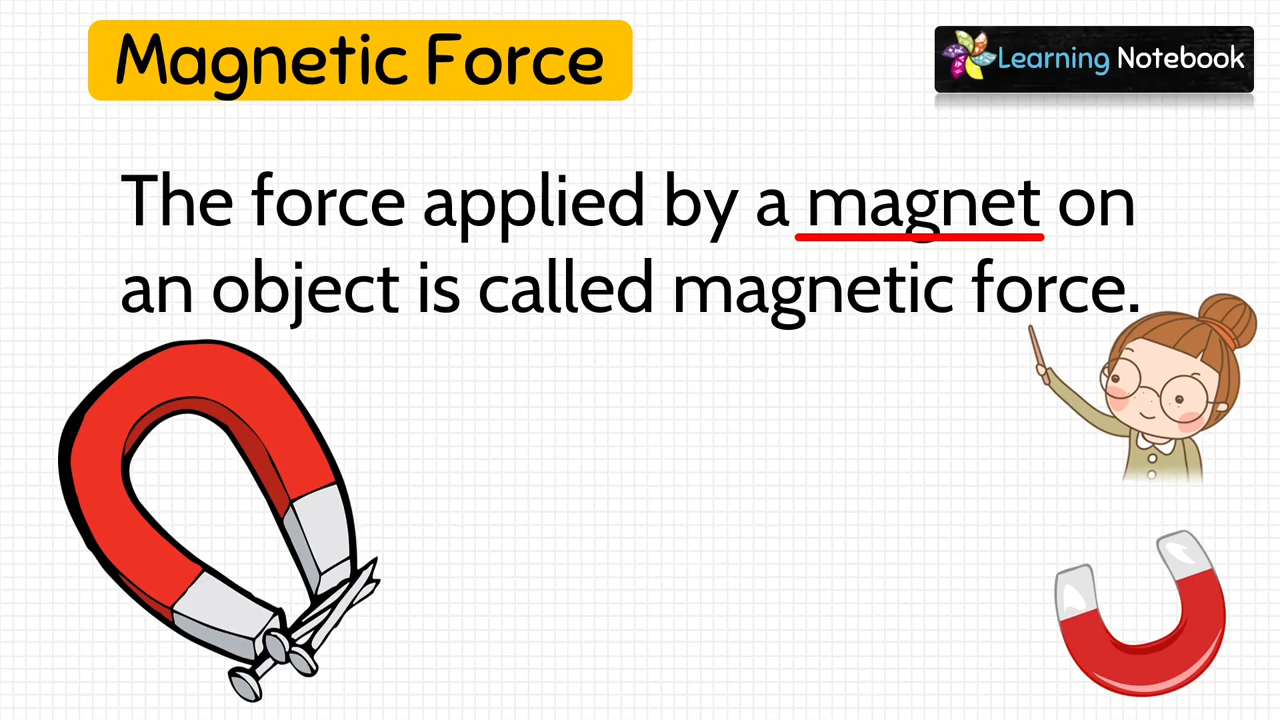 Magnetic Force
Learning Notebook
The force applied by a magnet on
an object is called magnetic force.